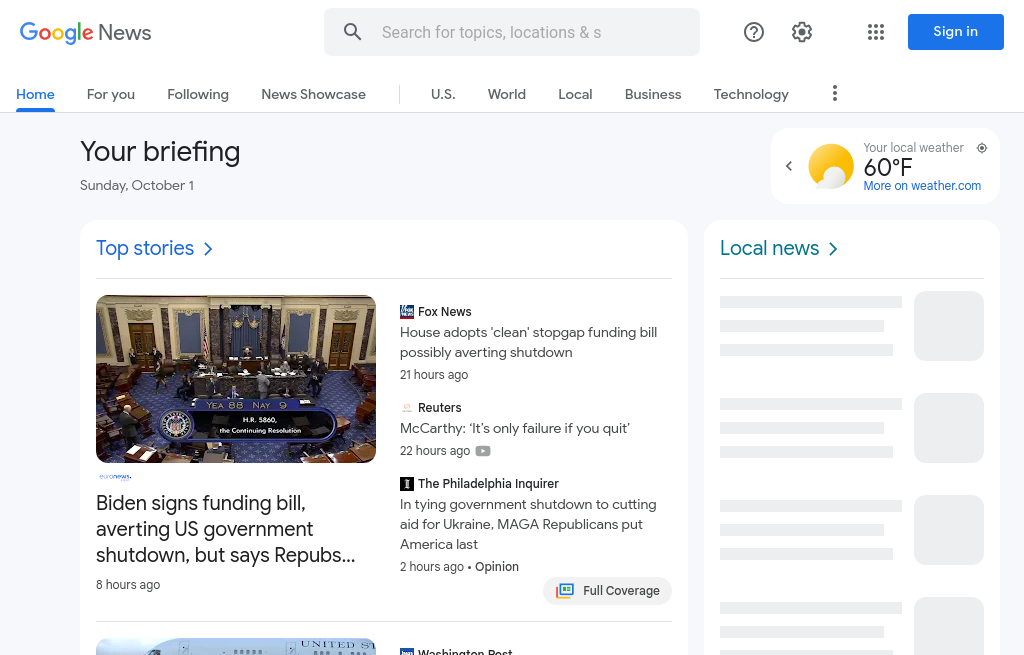 Google News
Search for topics, locations & s
Sign in
Home
For you
Following
News Showcase
U.S.
World
Local
Business
Technology
Your briefing
Sunday, October 1
Your local weather
60°F
More on weather.com
Top stories
YEA 88 NAY 9
H.R. 5860,
the Continuing Resolution
euronews.
Biden signs funding bill,
averting US government
shutdown, but says Repubs...
8 hours ago
Fox News
House adopts 'clean' stopgap funding bill
possibly averting shutdown
21 hours ago
Reuters
McCarthy: ‘It’s only failure if you quit’
22 hours ago
The Philadelphia Inquirer
In tying government shutdown to cutting
aid for Ukraine, MAGA Republicans put
America last
2 hours ago • Opinion
Full Coverage
UNITED ST
Washington Post
Local news